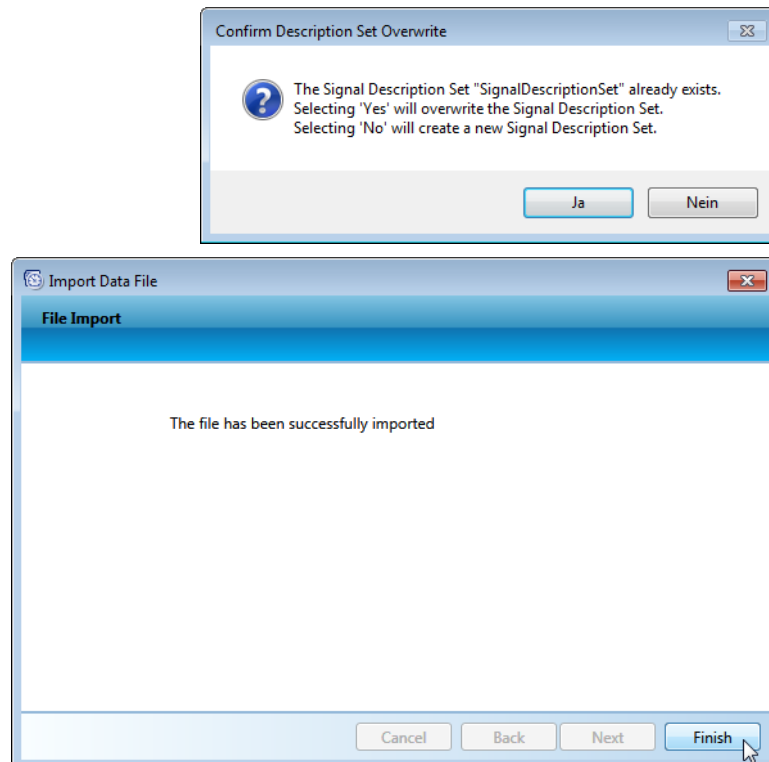 Confirm Description Set Overwrite
The Signal Description Set "SignalDescriptionSet" already exists.
Selecting 'Yes' will overwrite the Signal Description Set.
Selecting 'No' will create a new Signal Description Set.
Ja Nein
Import Data File
File Import
The file has been successfully imported
Cancel Back Next Finish